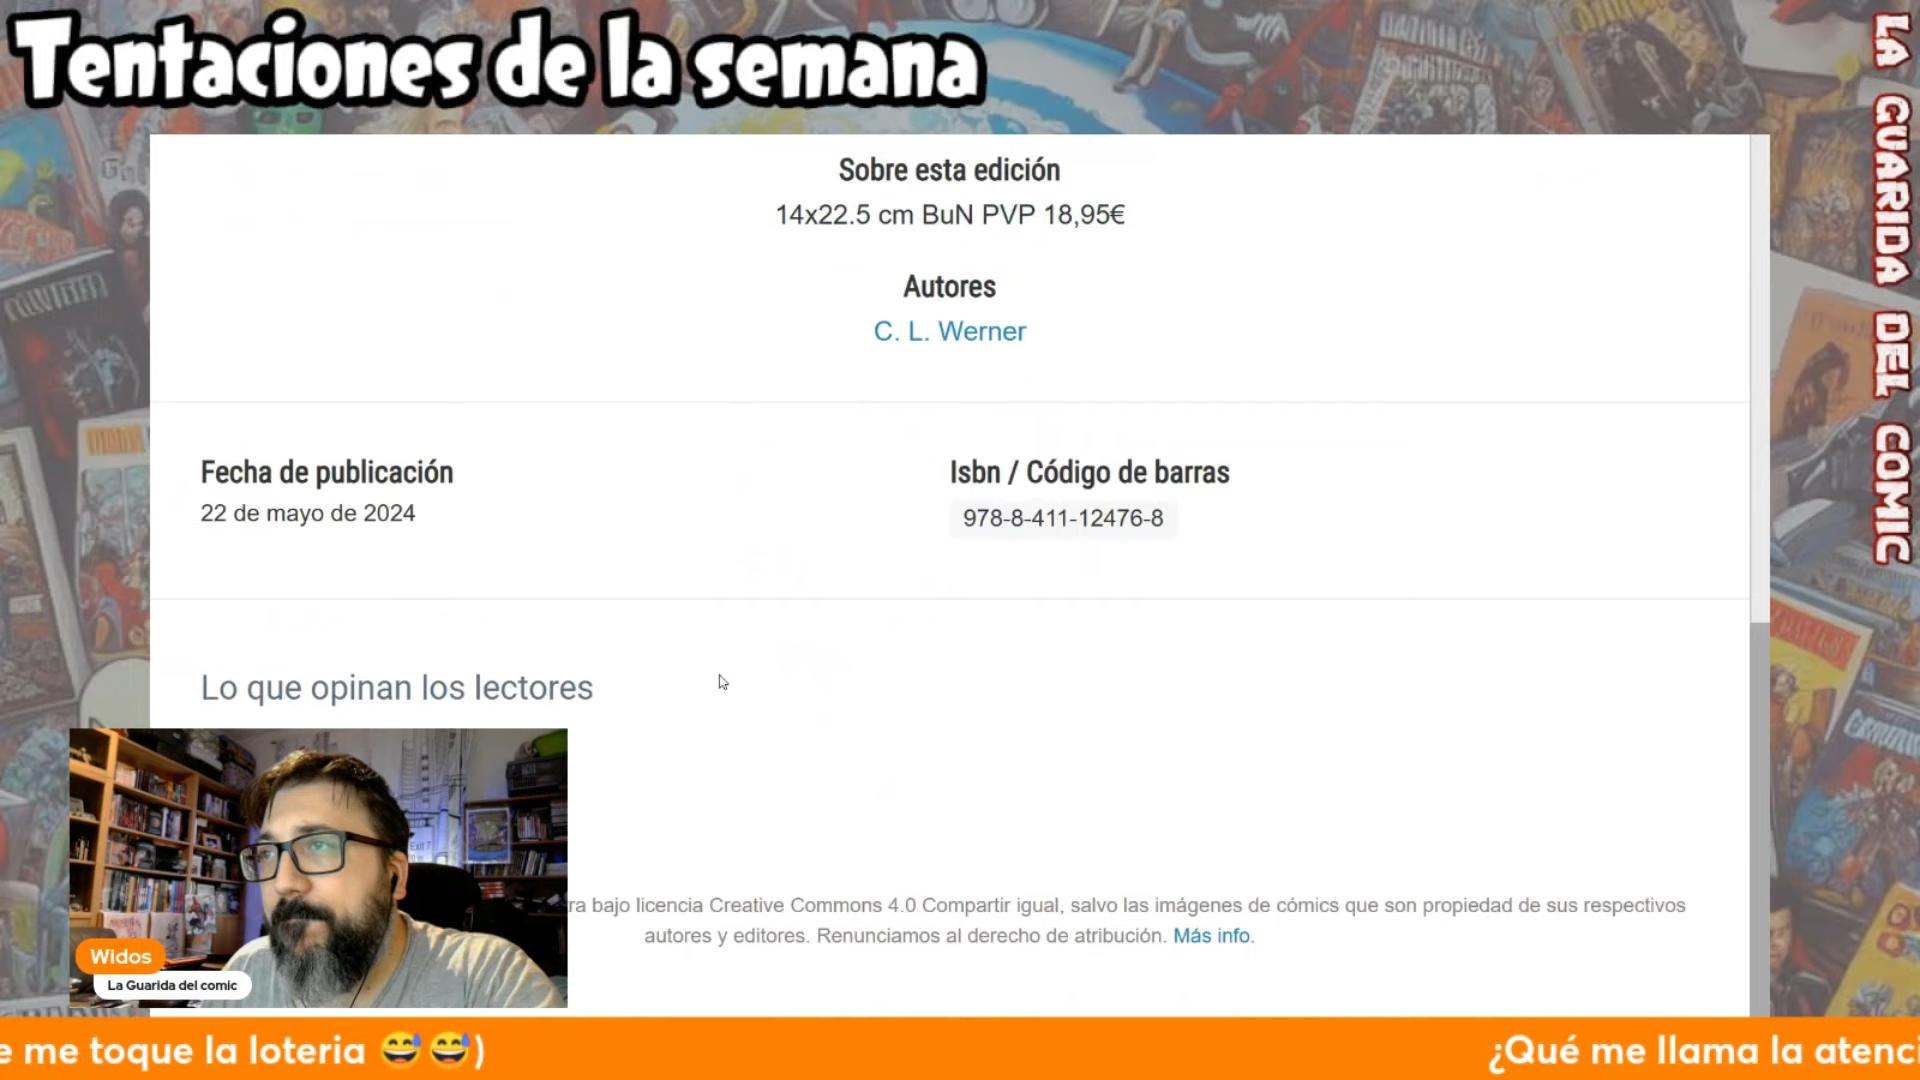 Tentaciones de la semana
LA GUARIDA DEL COMIC
Sobre esta edición
14x22.5 cm BuN PVP 18,95€
Autores
C. L. Werner
Fecha de publicación
22 de mayo de 2024
Isbn / Código de barras
978-8-411-12476-8
Lo que opinan los lectores
ra bajo licencia Creative Commons 4.0 Compartir igual, salvo las imágenes de cómics que son propiedad de sus respectivos
autores y editores. Renunciamos al derecho de atribución. Más info.
Exit 7
Widos
La Guarida del comic
e me toque la loteria 😅😅)
¿Qué me llama la atenci